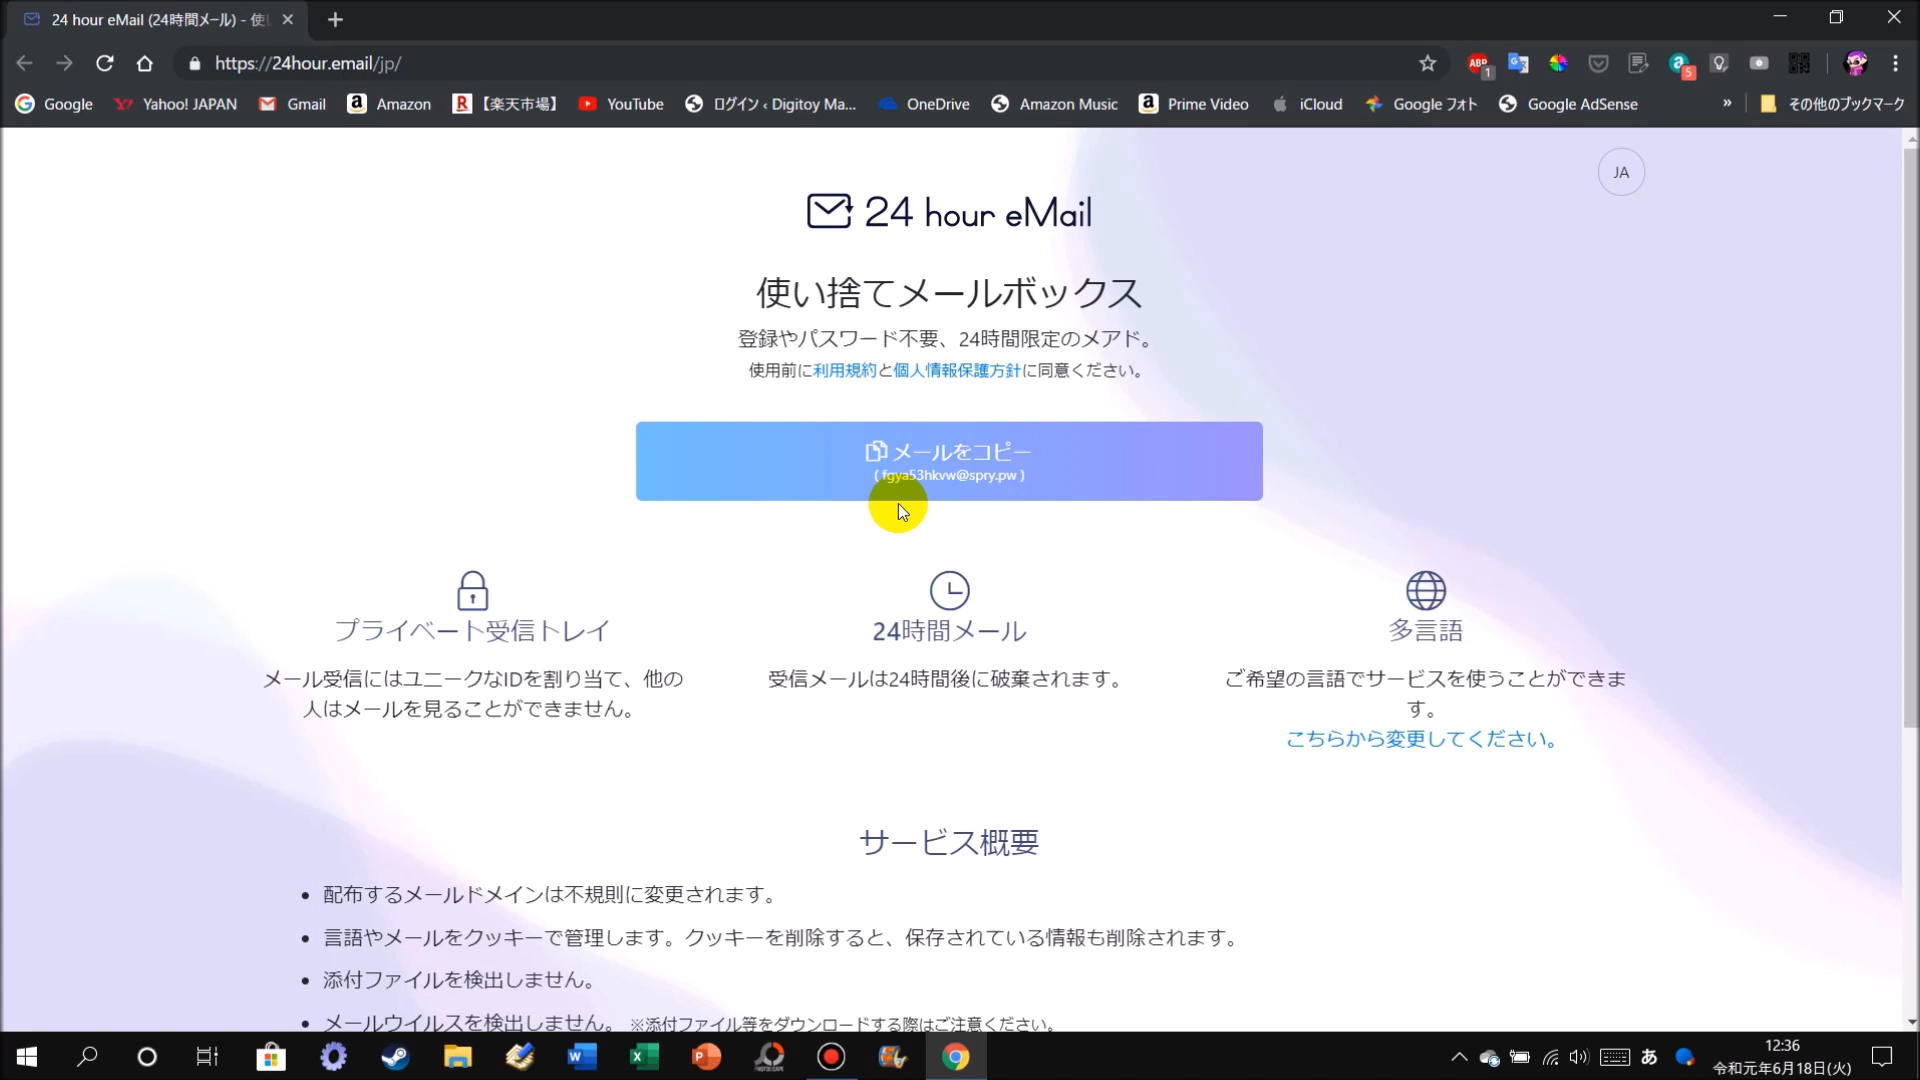 24 hour eMail (24時間メール) - 使い
https://24hour.email/jp/
ABP 1
5
Google
Yahoo! JAPAN
Gmail
Amazon
【楽天市場】
YouTube
ログイン ‹ Digitoy Ma...
OneDrive
Amazon Music
Prime Video
iCloud
Google フォト
Google AdSense
»
その他のブックマーク
JA
24 hour eMail
使い捨てメールボックス
登録やパスワード不要、24時間限定のメアド。
使用前に利用規約と個人情報保護方針に同意ください。
メールをコピー
( fgya53hkvw@spry.pw )
プライベート受信トレイ
メール受信にはユニークなIDを割り当て、他の
人はメールを見ることができません。
24時間メール
受信メールは24時間後に破棄されます。
多言語
ご希望の言語でサービスを使うことができま
す。
こちらから変更してください。
サービス概要
• 配布するメールドメインは不規則に変更されます。
• 言語やメールをクッキーで管理します。クッキーを削除すると、保存されている情報も削除されます。
• 添付ファイルを検出しません。
• メールウイルスを検出しません。 ※添付ファイル等をダウンロードする際はご注意ください。
あ
12:36
令和元年6月18日(火)